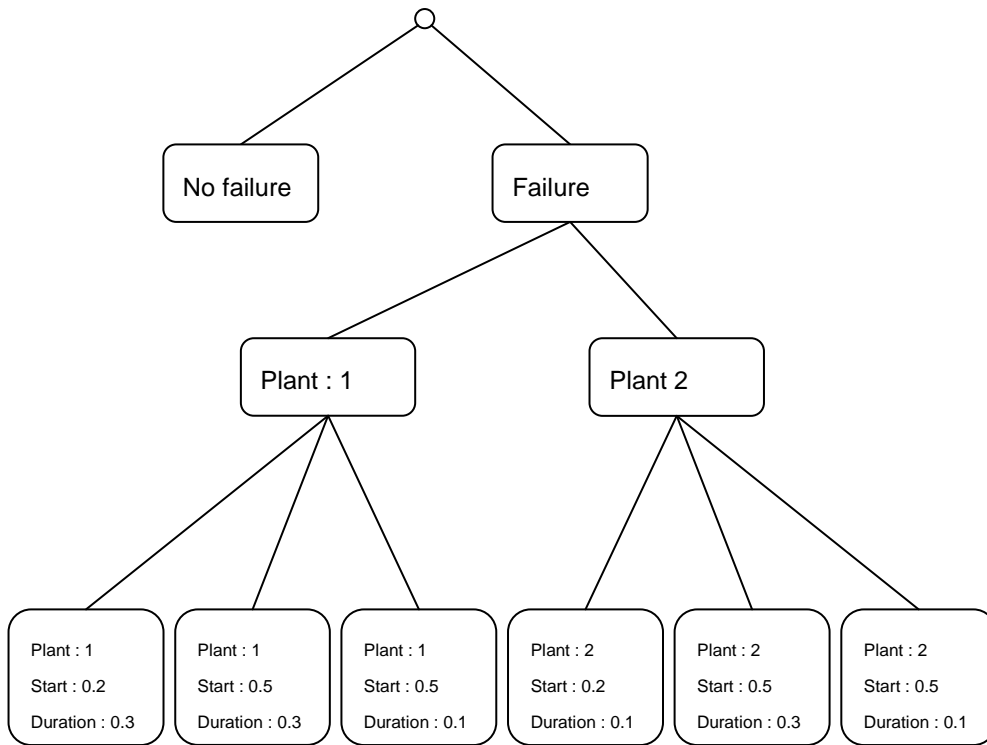 No failure
Failure
Plant : 1
Plant 2
Plant : 1
Start : 0.2
Duration : 0.3
Plant : 1
Start : 0.5
Duration : 0.3
Plant : 1
Start : 0.5
Duration : 0.1
Plant : 2
Start : 0.2
Duration : 0.1
Plant : 2
Start : 0.5
Duration : 0.3
Plant : 2
Start : 0.5
Duration : 0.1